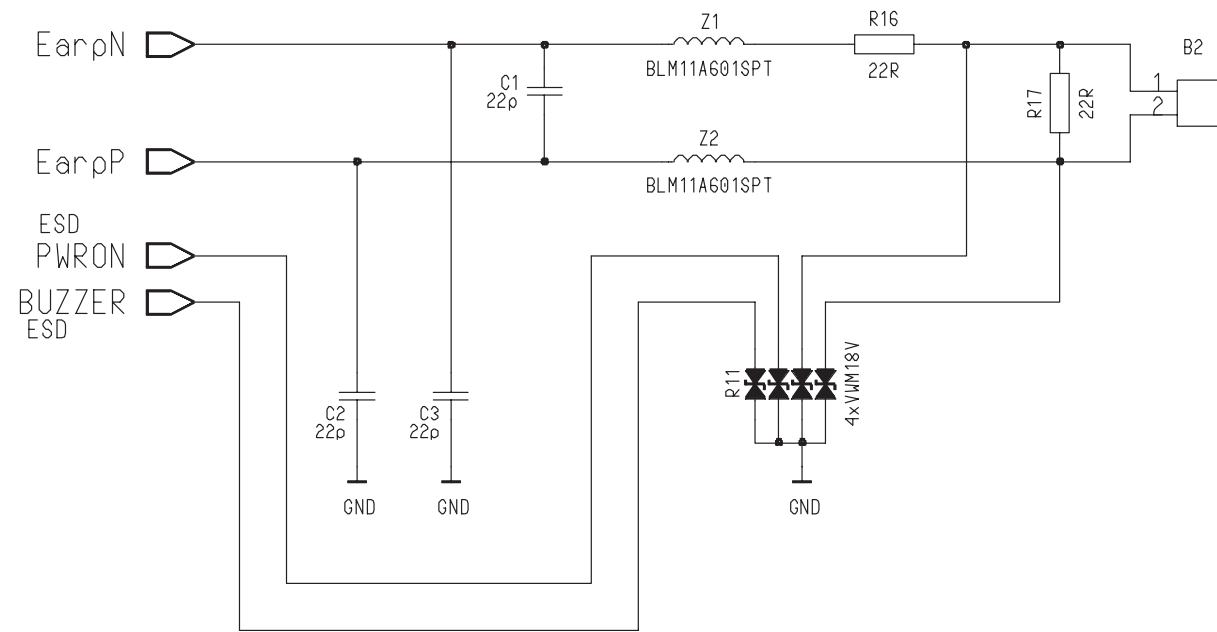 Z1
R16
EarpN
B2
BLM11A601SPT
22R
C1
22p
R17
22R
1
2
Z2
EarpP
BLM11A601SPT
ESD
PWRON
BUZZER
ESD
R11
4xVWM18V
C2
22p
C3
22p
GND
GND
GND